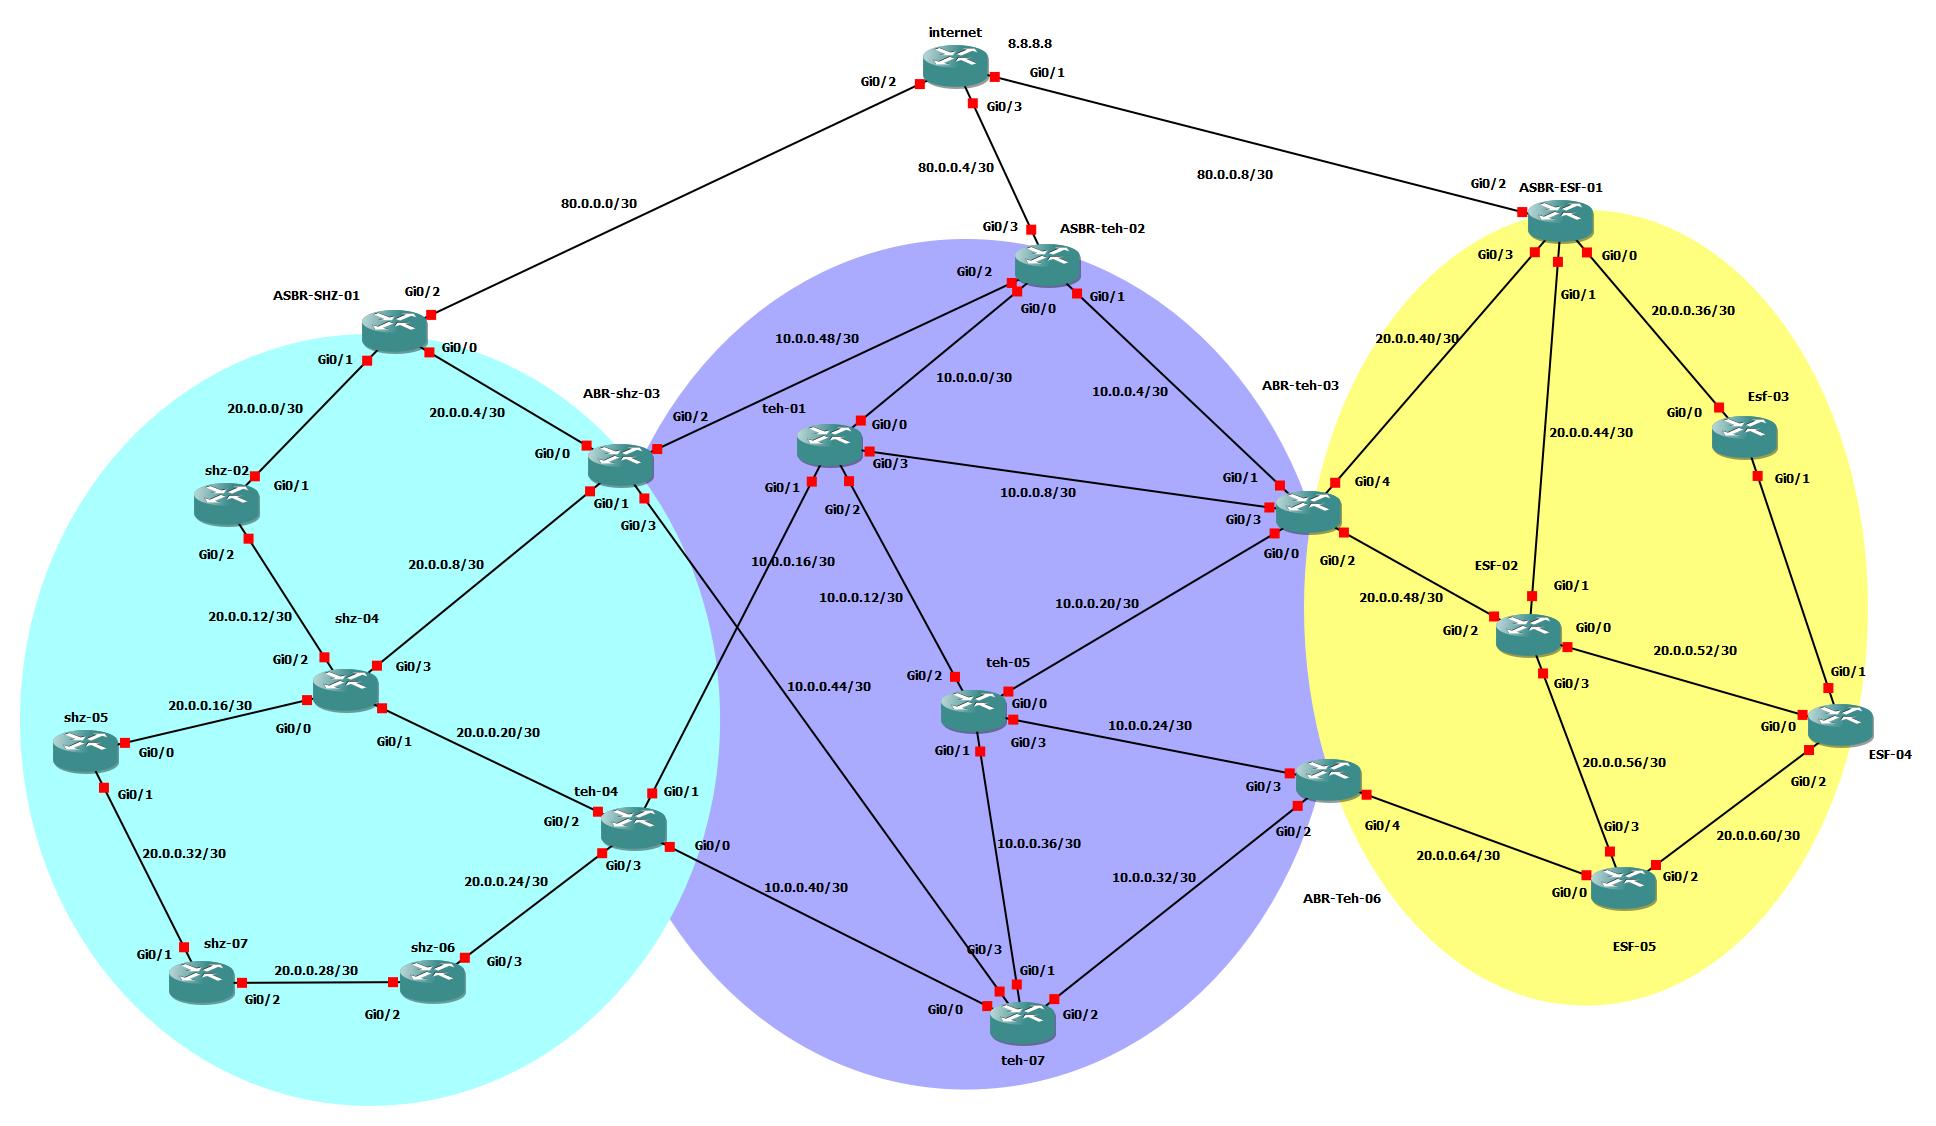 internet
8.8.8.8
Gi0/2
Gi0/1
Gi0/3
80.0.0.4/30
80.0.0.8/30
80.0.0.0/30
Gi0/2
ASBR-ESF-01
Gi0/3
ASBR-teh-02
Gi0/3
Gi0/0
Gi0/1
Gi0/2
Gi0/0
Gi0/1
ASBR-SHZ-01
Gi0/2
Gi0/1
Gi0/0
20.0.0.36/30
20.0.0.40/30
10.0.0.48/30
10.0.0.0/30
10.0.0.4/30
ABR-teh-03
ABR-shz-03
20.0.0.0/30
20.0.0.4/30
Gi0/2
teh-01
Gi0/0
Esf-03
Gi0/0
20.0.0.44/30
Gi0/0
Gi0/3
Gi0/1
shz-02
Gi0/1
Gi0/1
Gi0/3
Gi0/1
Gi0/2
10.0.0.8/30
Gi0/1
Gi0/4
Gi0/3
Gi0/0
Gi0/2
Gi0/2
20.0.0.8/30
10.0.0.16/30
10.0.0.12/30
10.0.0.20/30
ESF-02
Gi0/1
20.0.0.48/30
Gi0/2
Gi0/0
20.0.0.12/30
shz-04
Gi0/2
Gi0/3
20.0.0.52/30
teh-05
Gi0/2
Gi0/0
10.0.0.44/30
Gi0/3
Gi0/1
20.0.0.16/30
shz-05
Gi0/0
Gi0/0
Gi0/1
20.0.0.20/30
10.0.0.24/30
Gi0/1
Gi0/3
Gi0/0
ESF-04
20.0.0.56/30
Gi0/2
Gi0/1
teh-04
Gi0/1
Gi0/2
Gi0/3
Gi0/2
Gi0/4
Gi0/3
20.0.0.60/30
Gi0/0
Gi0/3
10.0.0.36/30
20.0.0.64/30
20.0.0.32/30
20.0.0.24/30
10.0.0.40/30
10.0.0.32/30
Gi0/0
Gi0/2
ABR-Teh-06
shz-07
Gi0/1
shz-06
Gi0/3
Gi0/3
ESF-05
20.0.0.28/30
Gi0/1
Gi0/2
Gi0/2
Gi0/0
Gi0/2
teh-07